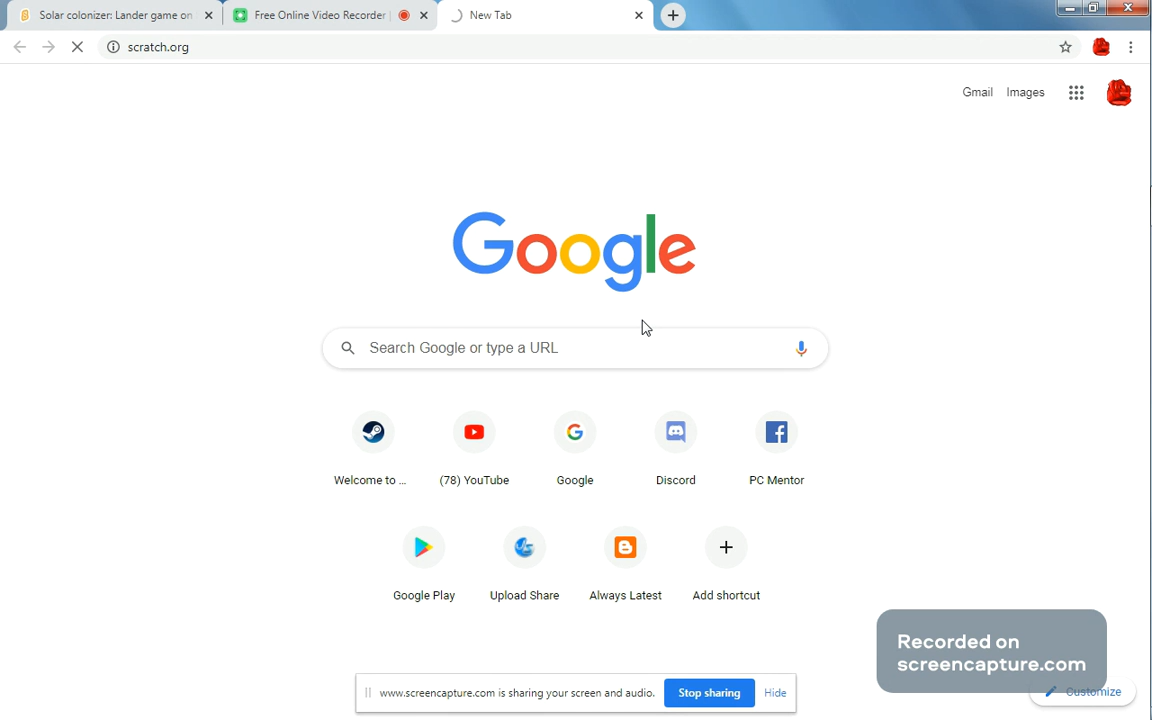 Solar colonizer: Lander game on
Free Online Video Recorder |
New Tab
scratch.org
Gmail Images
Google
Search Google or type a URL
Welcome to ... (78) YouTube Google Discord PC Mentor
Google Play Upload Share Always Latest Add shortcut
Recorded on
screencapture.com
www.screencapture.com is sharing your screen and audio. Stop sharing Hide
Customize